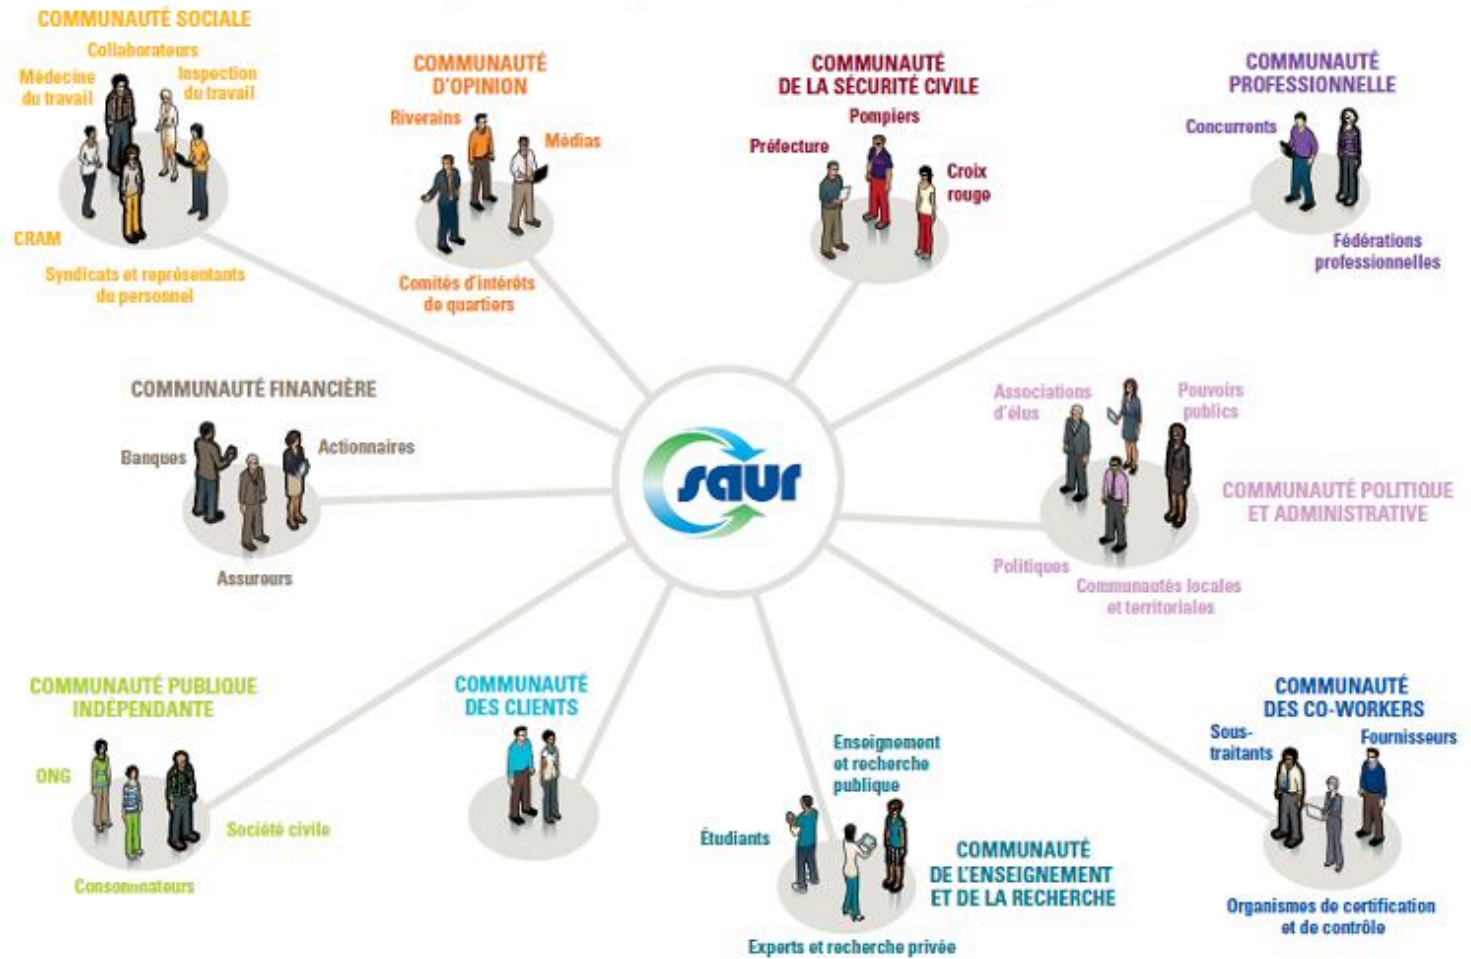 COMMUNAUTÉ SOCIALE
Collaborateurs
Médecine
du travail
Inspection
du travail
CRAM
Syndicats et représentants
du personnel
COMMUNAUTÉ
D'OPINION
Riverains
Médias
Comités d'intérêts
de quartiers
COMMUNAUTÉ
DE LA SÉCURITÉ CIVILE
Pompiers
Préfecture
Croix
rouge
COMMUNAUTÉ
PROFESSIONNELLE
Concurrents
Fédérations
professionnelles
COMMUNAUTÉ FINANCIÈRE
Banques
Actionnaires
Assureurs
saur
Associations
d'élus
Pouvoirs
publics
COMMUNAUTÉ POLITIQUE
ET ADMINISTRATIVE
Politiques
Communautés locales
et territoriales
COMMUNAUTÉ PUBLIQUE
INDÉPENDANTE
ONG
Société civile
Consommateurs
COMMUNAUTÉ
DES CLIENTS
Enseignement
et recherche
publique
Étudiants
COMMUNAUTÉ
DE L'ENSEIGNEMENT
ET DE LA RECHERCHE
Experts et recherche privée
COMMUNAUTÉ
DES CO-WORKERS
Sous-
traitants
Fournisseurs
Organismes de certification
et de contrôle